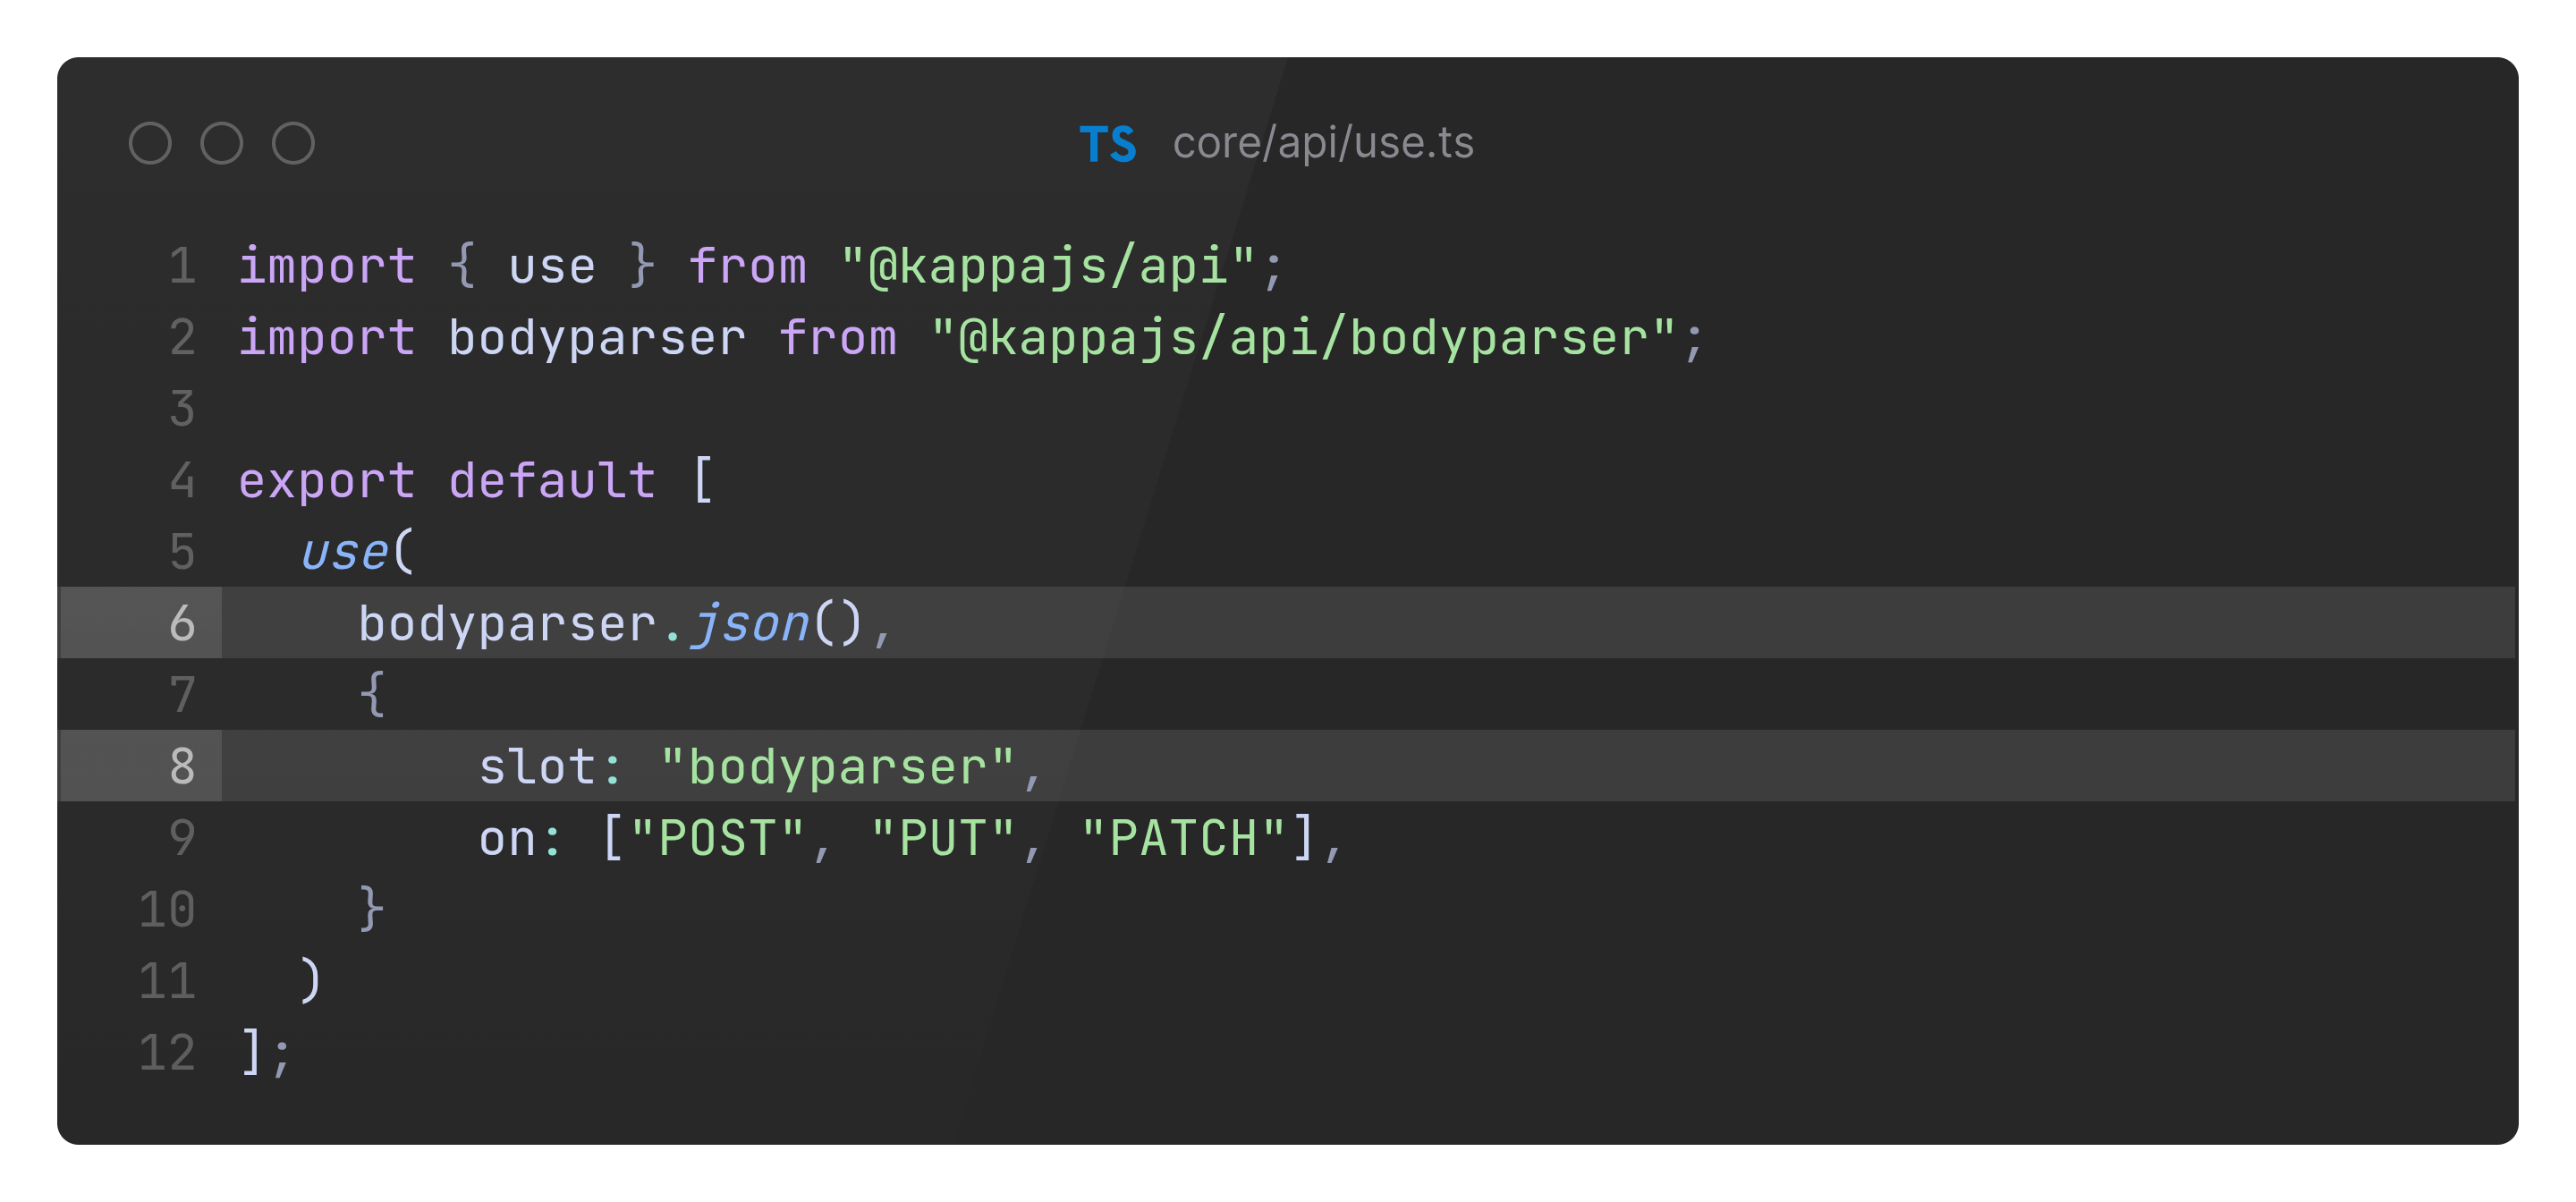 TS core/api/use.ts
1 import { use } from "@kappajs/api";
2 import bodyparser from "@kappajs/api/bodyparser";
3
4 export default [
5   use(
6     bodyparser.json(),
7     {
8         slot: "bodyparser",
9         on: ["POST", "PUT", "PATCH"],
10     }
11   )
12 ];